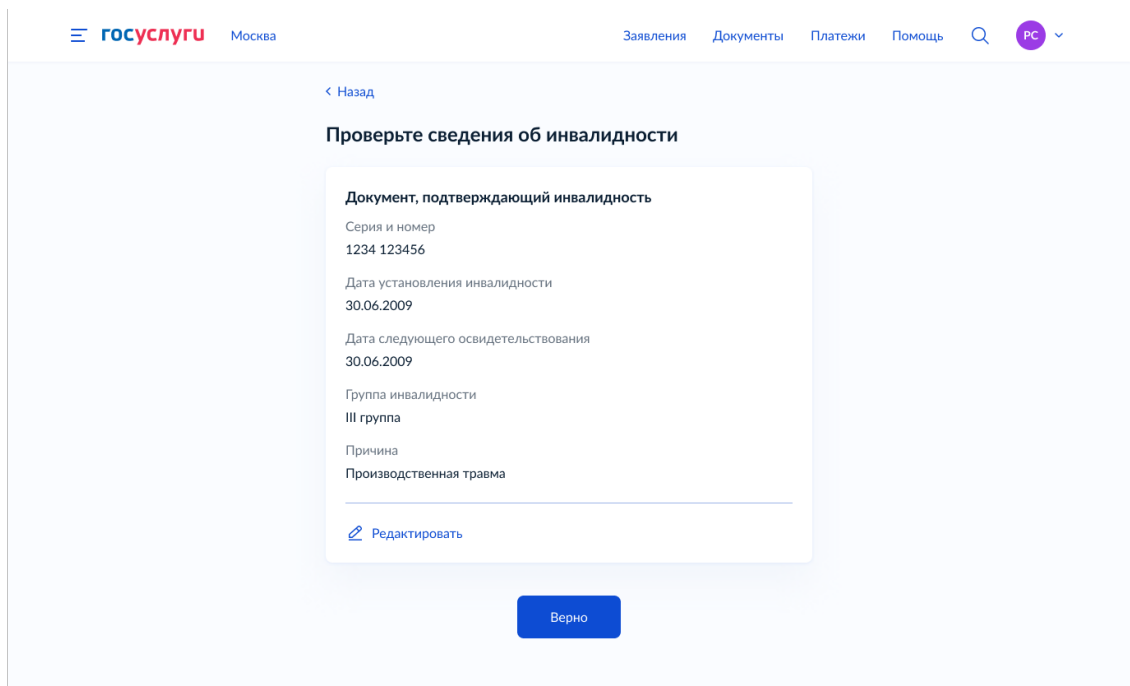 госуслуги Москва Заявления Документы Платежи Помощь РС
Назад
Проверьте сведения об инвалидности
Документ, подтверждающий инвалидность
Серия и номер
1234 123456
Дата установления инвалидности
30.06.2009
Дата следующего освидетельствования
30.06.2009
Группа инвалидности
III группа
Причина
Производственная травма
Редактировать
Верно